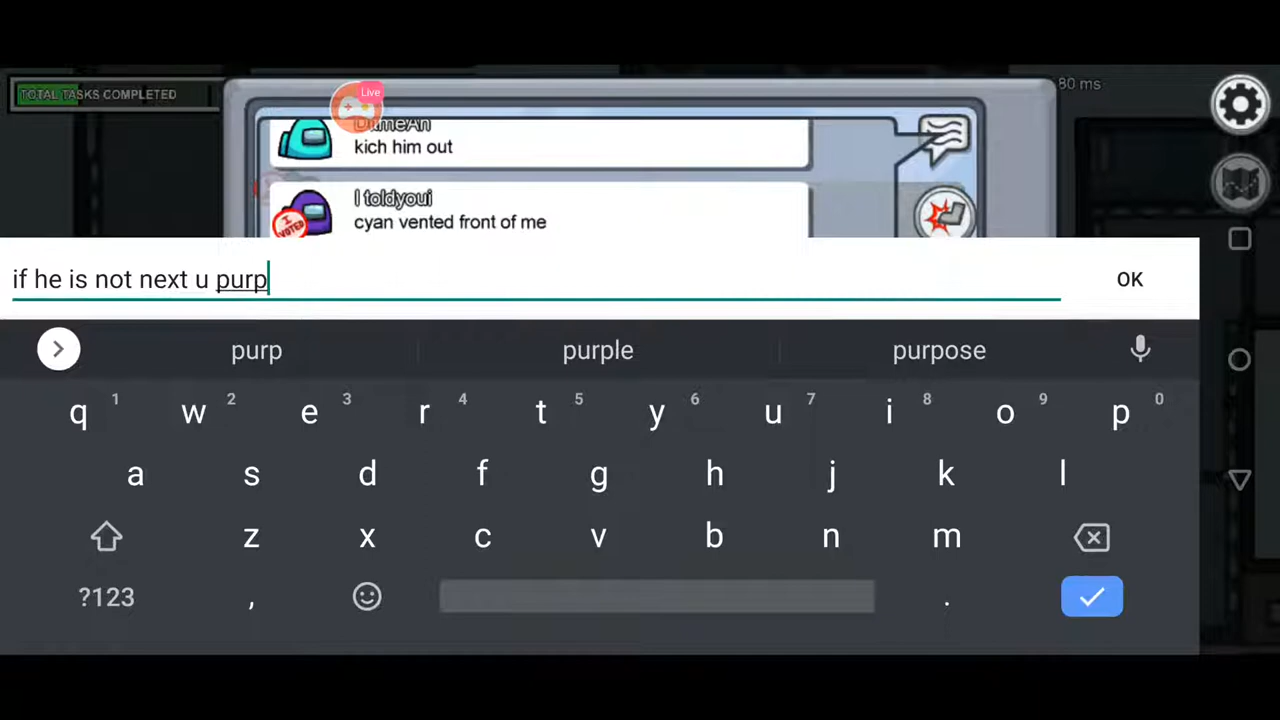 TOTAL TASKS COMPLETED
Live
80 ms
kich him out
I toldyoui
I VOTED
cyan vented front of me
if he is not next u purp
OK
purp purple purpose
q 1 w 2 e 3 r 4 t 5 y 6 u 7 i 8 o 9 p 0
a s d f g h j k l
z x c v b n m
?123 , .